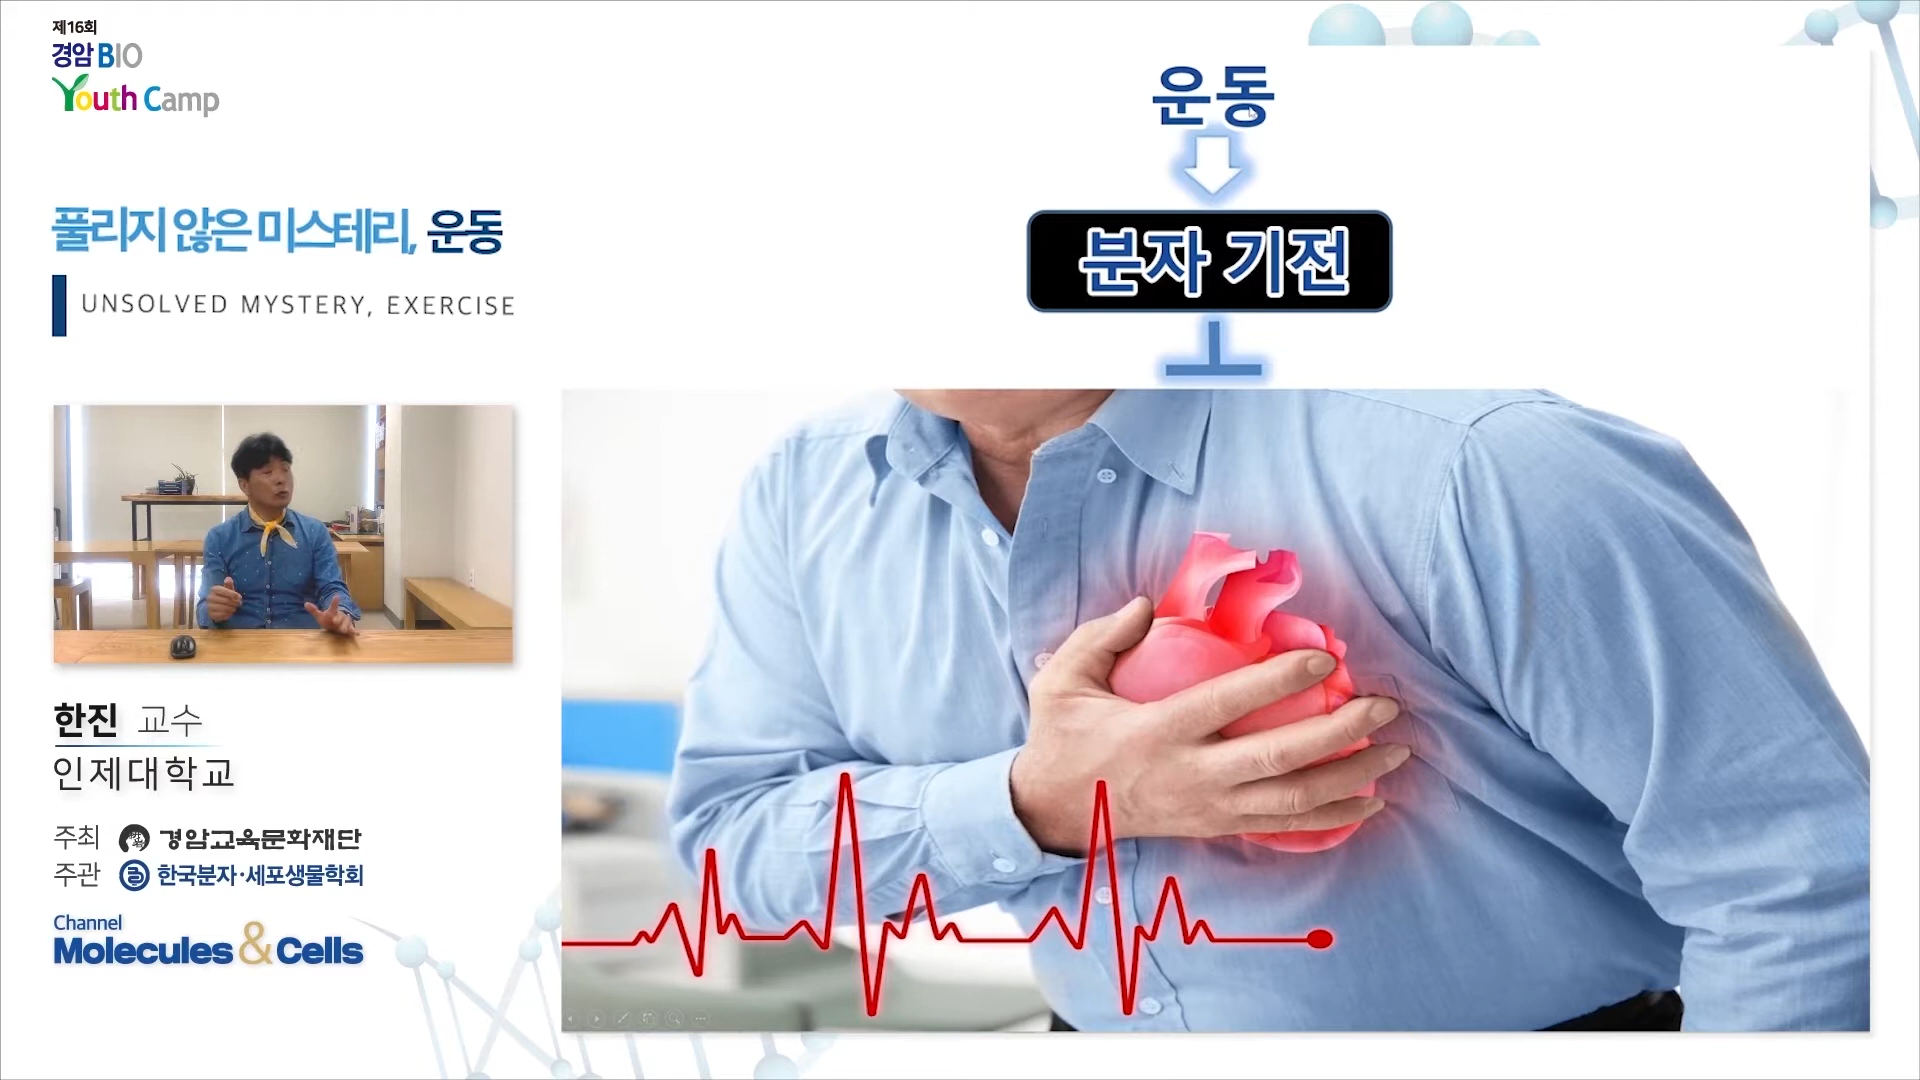 제16회
경암 BIO
Youth Camp
풀리지 않은 미스테리, 운동
UNSOLVED MYSTERY, EXERCISE
한진 교수
인제대학교
주최 경암교육문화재단
주관 한국분자·세포생물학회
Channel
Molecules & Cells
운동
분자 기전